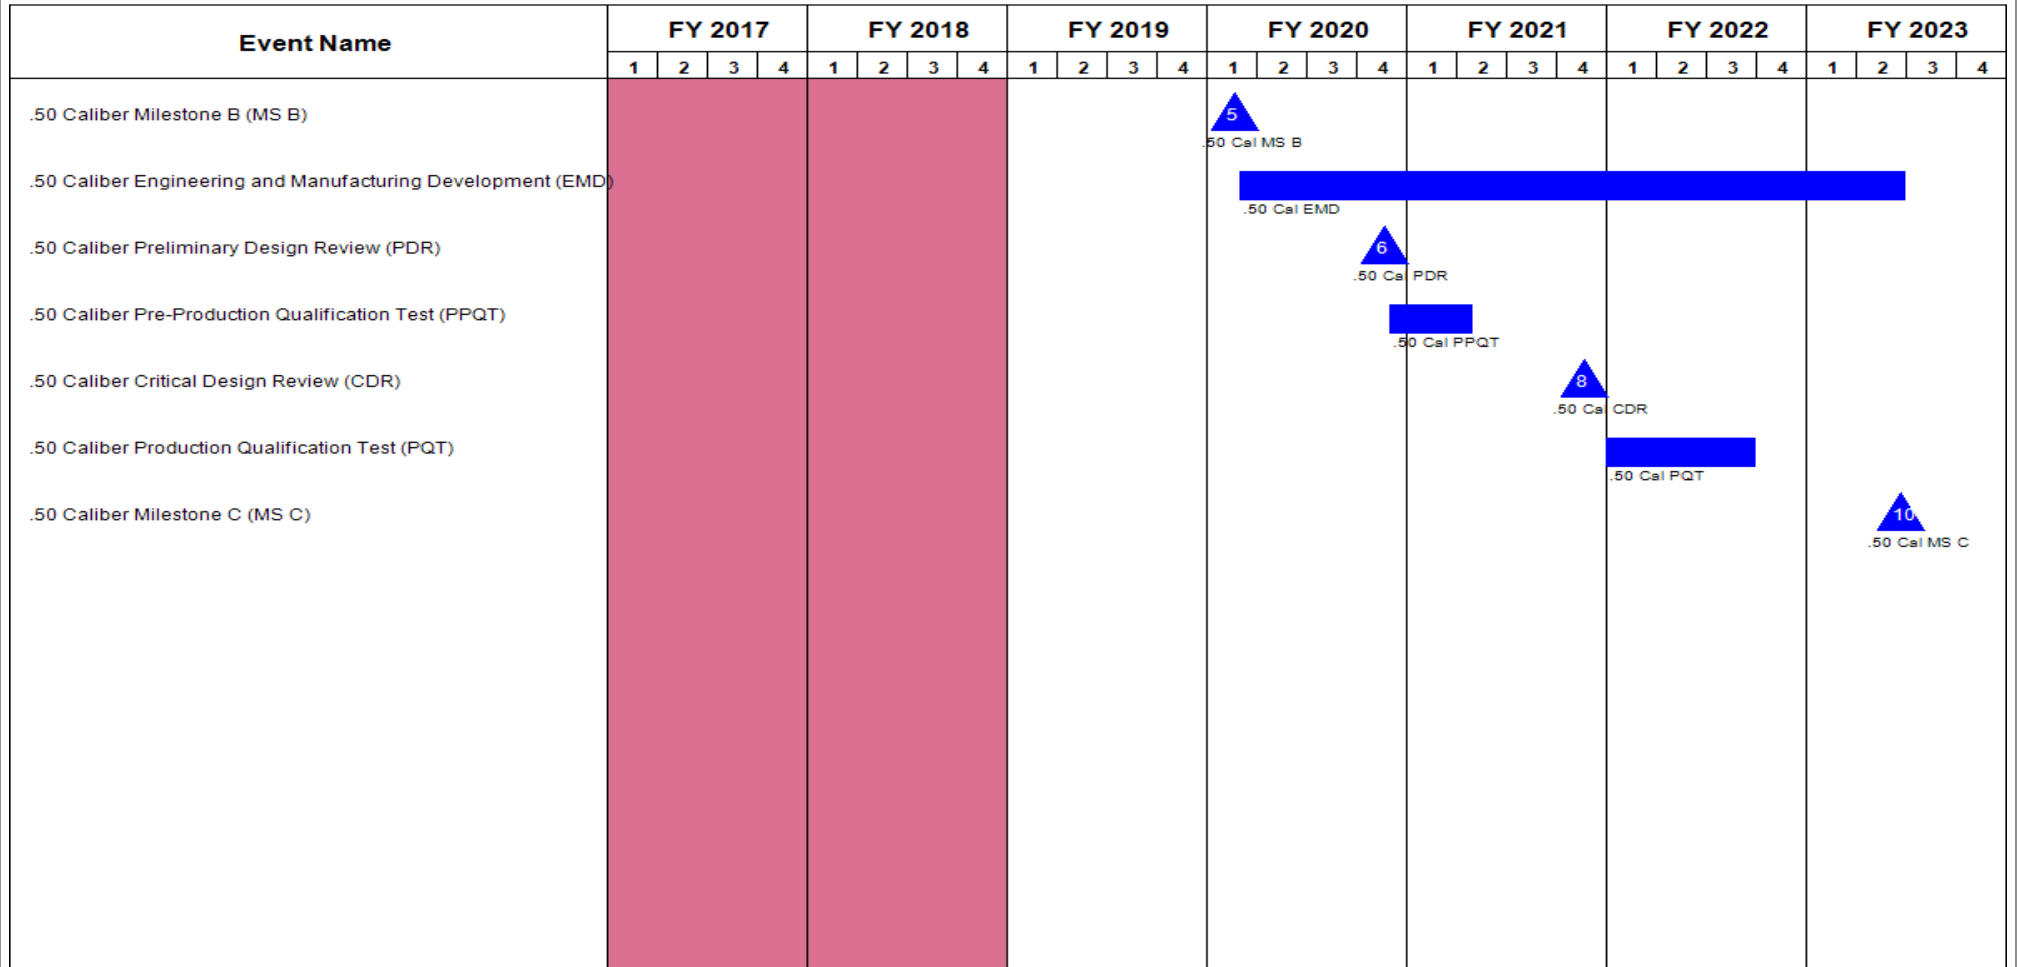 Event Name
FY 2017 FY 2018 FY 2019 FY 2020 FY 2021 FY 2022 FY 2023
1 2 3 4 1 2 3 4 1 2 3 4 1 2 3 4 1 2 3 4 1 2 3 4 1 2 3 4
.50 Caliber Milestone B (MS B)
5
.50 Cal MS B
.50 Caliber Engineering and Manufacturing Development (EMD)
.50 Cal EMD
.50 Caliber Preliminary Design Review (PDR)
6
.50 Cal PDR
.50 Caliber Pre-Production Qualification Test (PPQT)
.50 Cal PPQT
.50 Caliber Critical Design Review (CDR)
8
.50 Cal CDR
.50 Caliber Production Qualification Test (PQT)
.50 Cal PQT
.50 Caliber Milestone C (MS C)
10
.50 Cal MS C